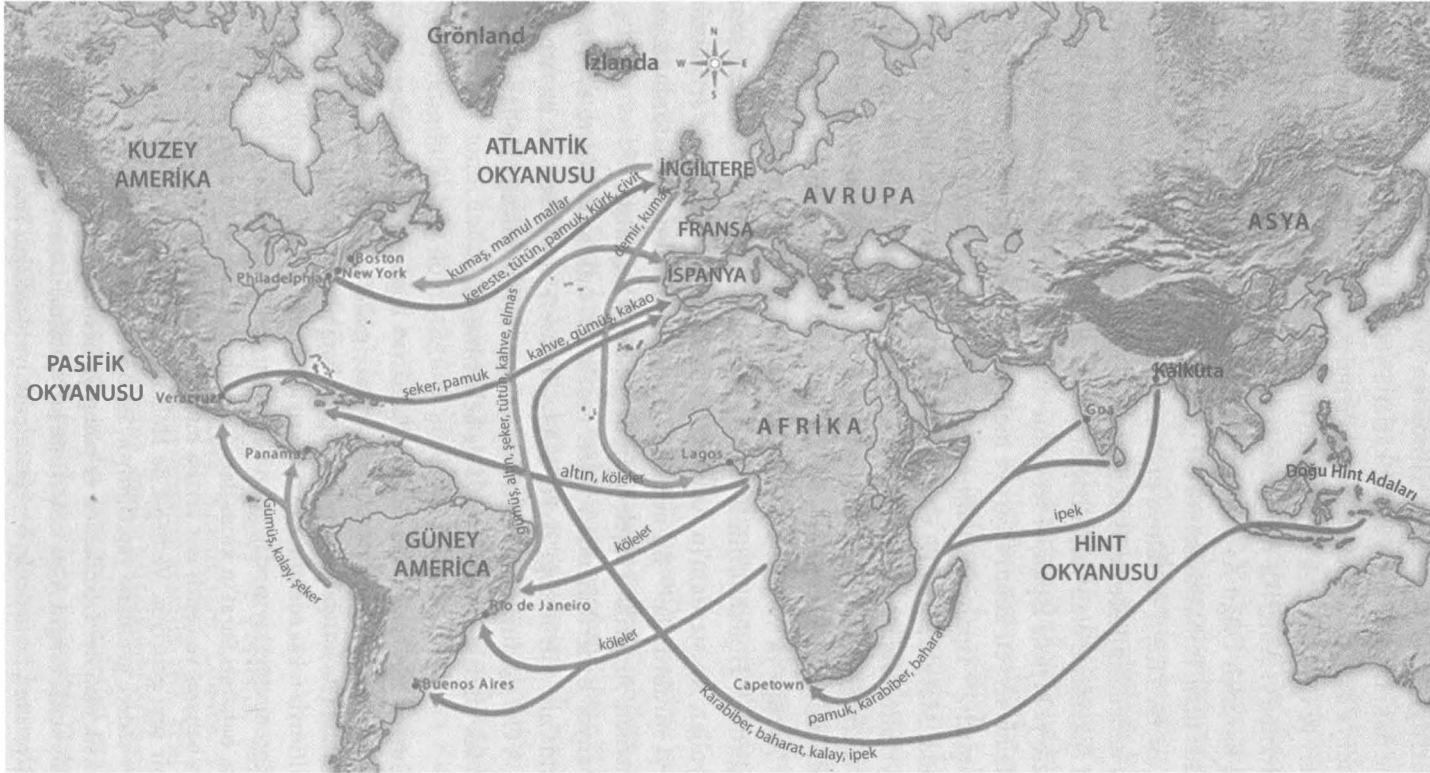 Grönland
İzlanda
N
W
E
S
KUZEY
AMERİKA
ATLANTİK
OKYANUSU
İNGİLTERE
AVRUPA
ASYA
FRANSA
İSPANYA
kumaş, mamul mallar
kereste, tütün, pamuk, kürk, çivit
demir, kumaş
Boston
New York
Philadelphia
gümüş, altın, şeker, tütün, kahve, elmas
kahve, gümüş, kakao
şeker, pamuk
PASİFİK
OKYANUSU
Veracruz
Panama
AFRİKA
Lagos
altın, köleler
Kalküta
Goa
Doğu Hint Adaları
ipek
HİNT
OKYANUSU
Gümüş, kalay, şeker
GÜNEY
AMERİCA
köleler
Rio de Janeiro
köleler
Buenos Aires
Capetown
pamuk, karabiber, baharat
Karabiber, baharat, kalay, ipek